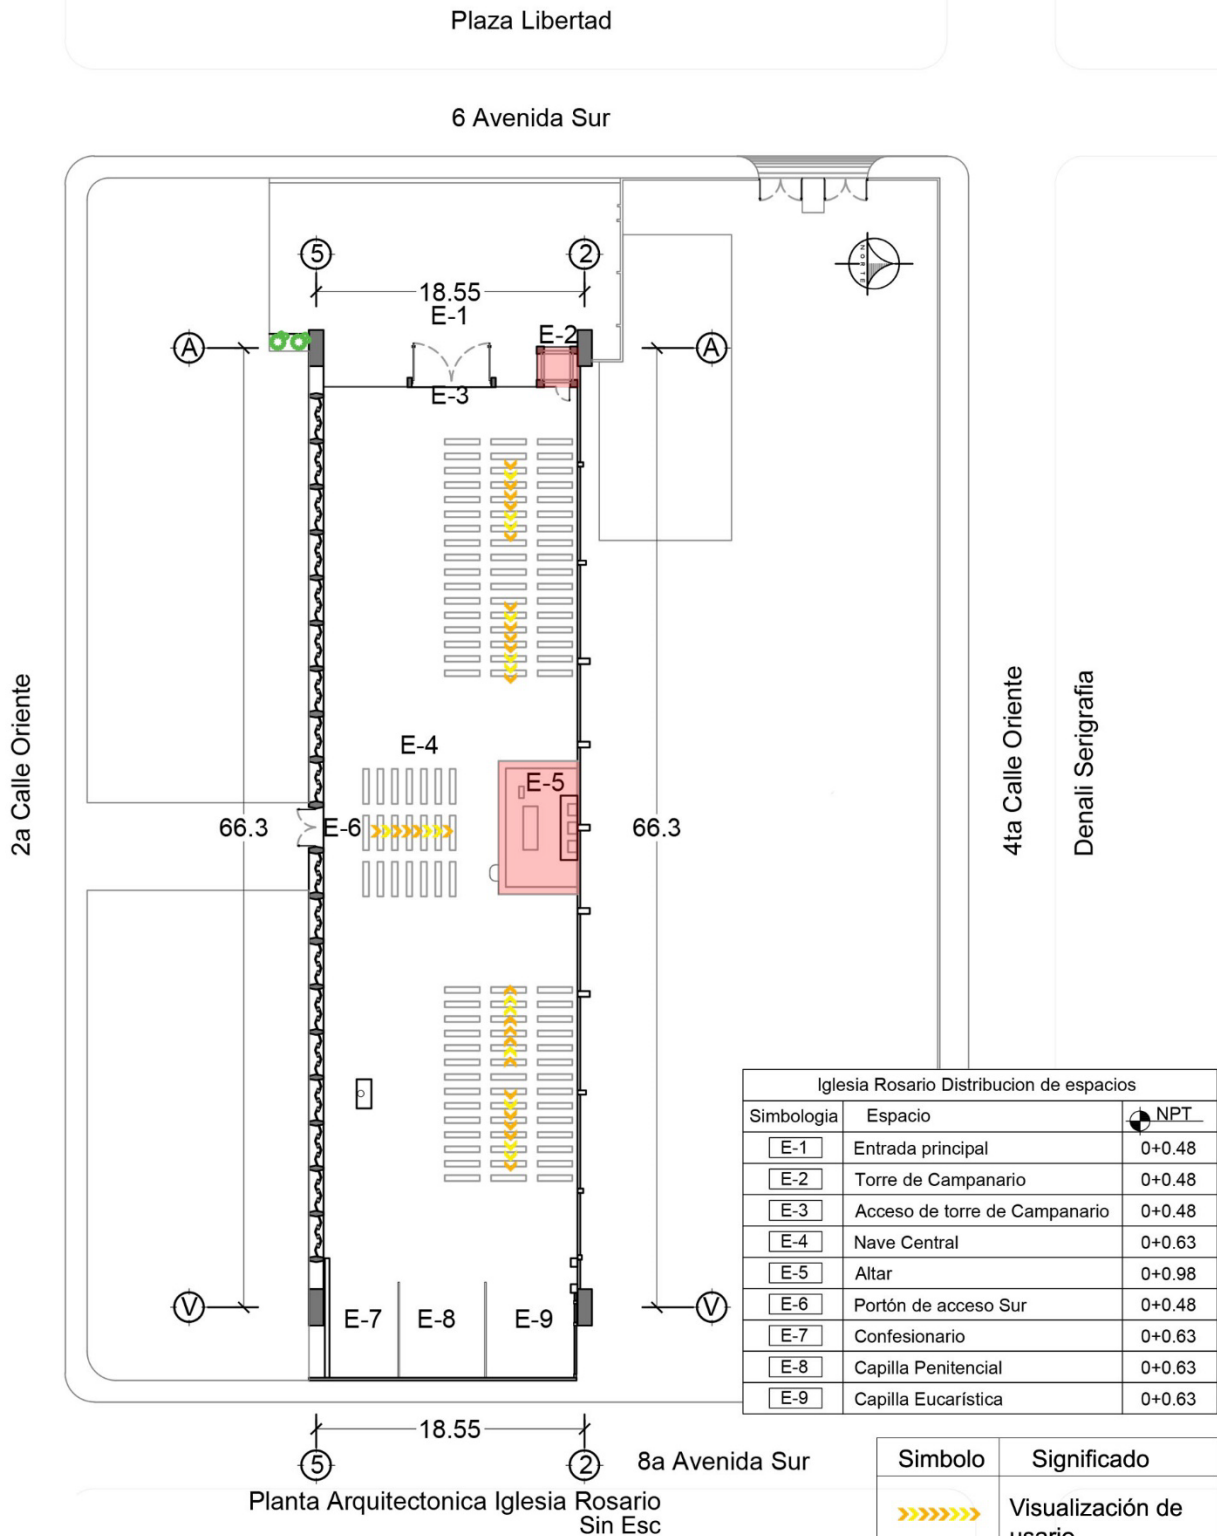 Plaza Libertad
6 Avenida Sur
5
2
NORTE
18.55
E-1
E-2
A
A
E-3
2a Calle Oriente
E-4
E-5
E-6
66.3
66.3
4ta Calle Oriente
Denali Serigrafia
V
V
E-7
E-8
E-9
Iglesia Rosario Distribucion de espacios
Simbologia Espacio NPT
E-1 Entrada principal 0+0.48
E-2 Torre de Campanario 0+0.48
E-3 Acceso de torre de Campanario 0+0.48
E-4 Nave Central 0+0.63
E-5 Altar 0+0.98
E-6 Portón de acceso Sur 0+0.48
E-7 Confesionario 0+0.63
E-8 Capilla Penitencial 0+0.63
E-9 Capilla Eucarística 0+0.63
18.55
5
2
8a Avenida Sur
Planta Arquitectonica Iglesia Rosario
Sin Esc
Simbolo Significado
Visualización de
usario